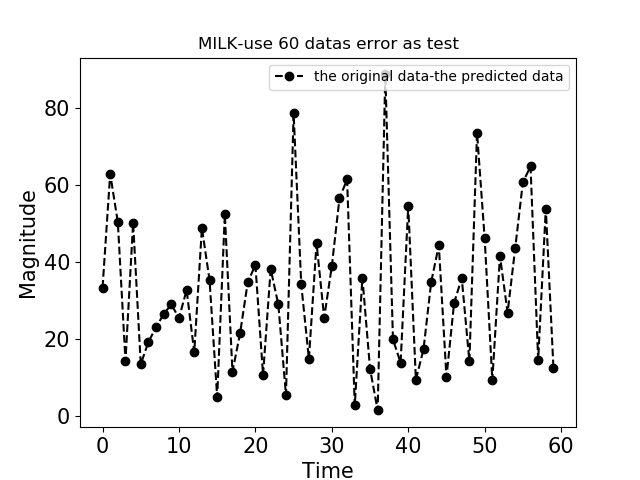 MILK-use 60 datas error as test
the original data-the predicted data
Magnitude
80
60
40
20
0
0 10 20 30 40 50 60
Time